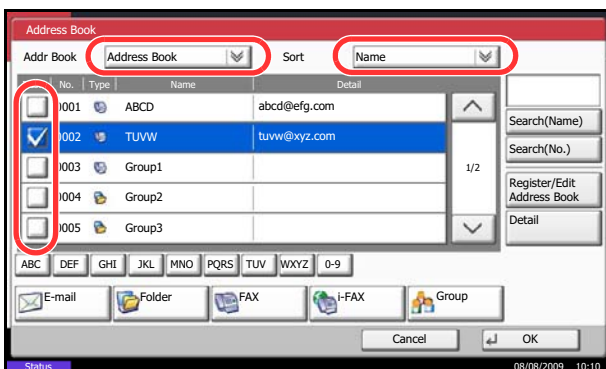 Address Book
Addr Book Address Book Sort Name
No. Type Name Detail
0001 ABCD abcd@efg.com
0002 TUVW tuvw@xyz.com
0003 Group1
0004 Group2
0005 Group3
1/2
Search(Name)
Search(No.)
Register/Edit
Address Book
Detail
ABC DEF GHI JKL MNO PQRS TUV WXYZ 0-9
E-mail Folder FAX i-FAX Group
Cancel OK
Status 08/08/2009 10:10